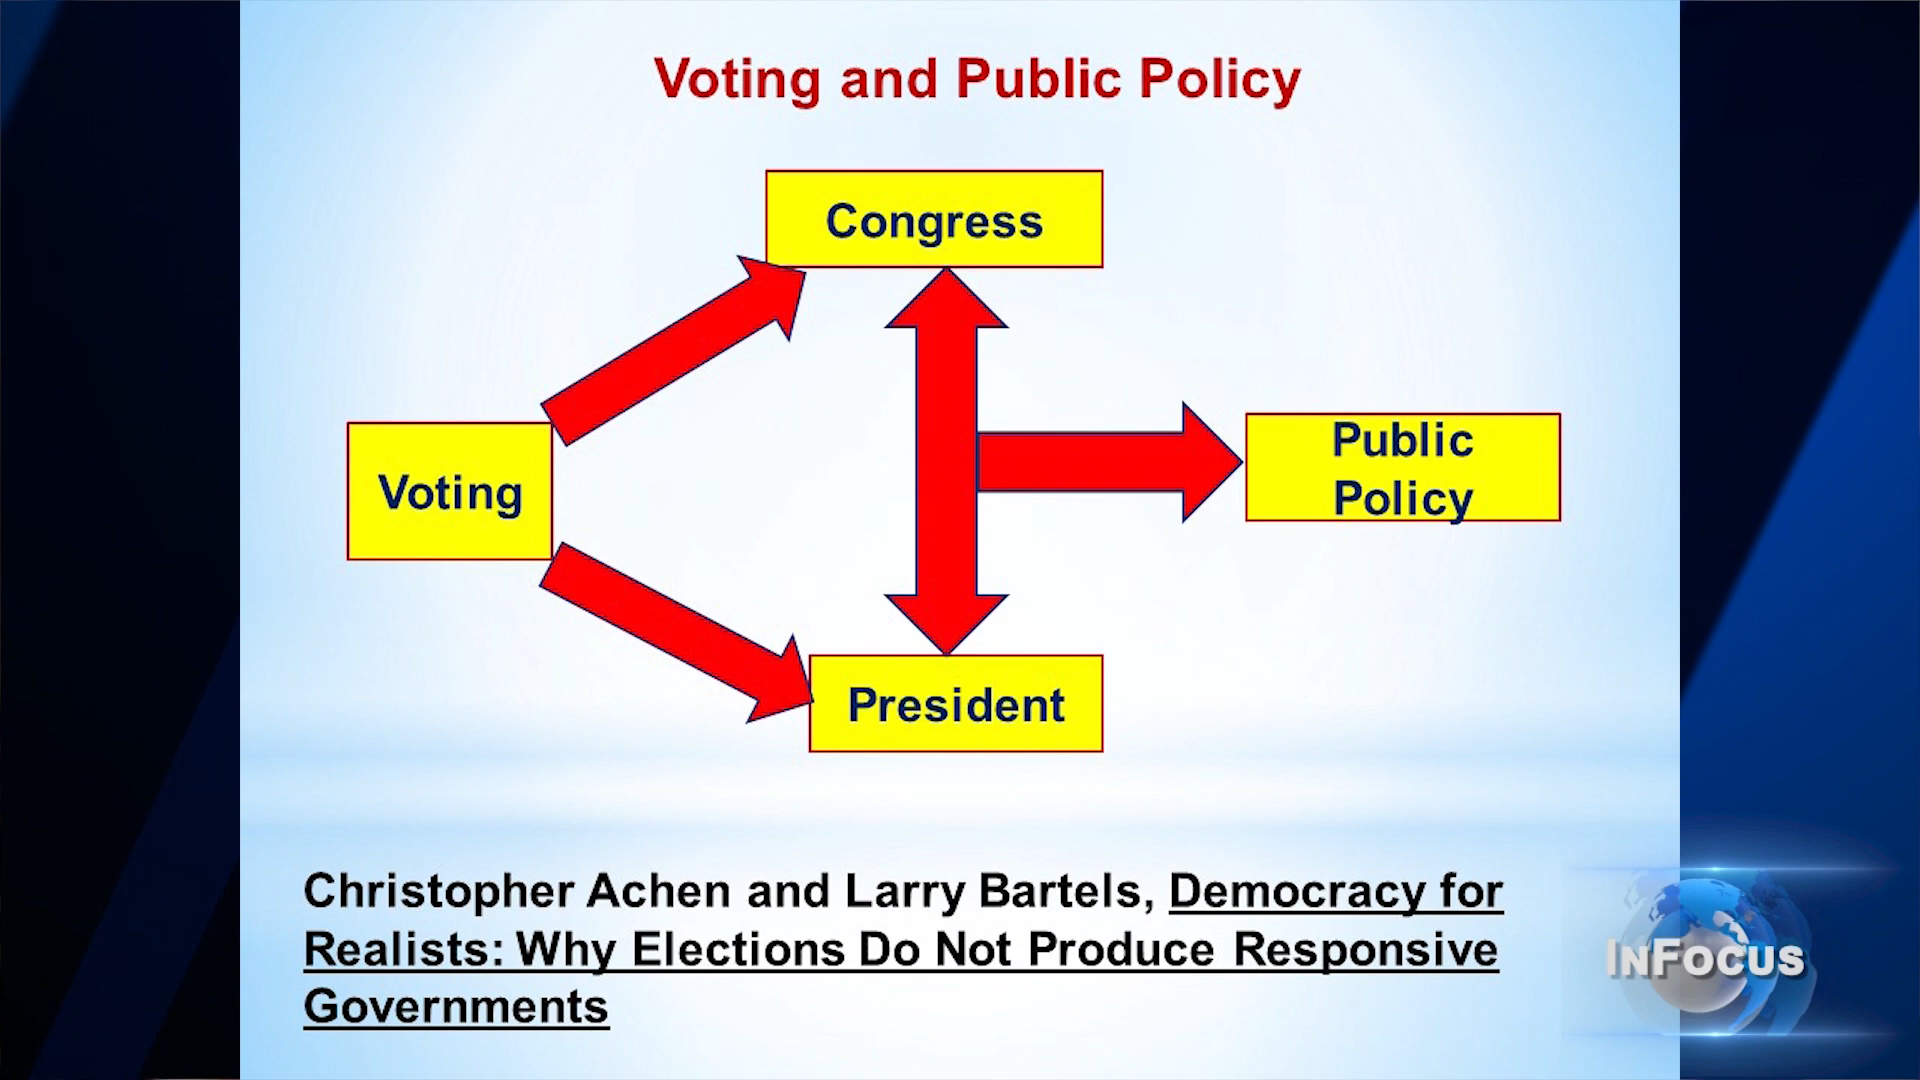 Voting and Public Policy
Congress
Voting
Public
Policy
President
Christopher Achen and Larry Bartels, Democracy for
Realists: Why Elections Do Not Produce Responsive
Governments
INFOCUS